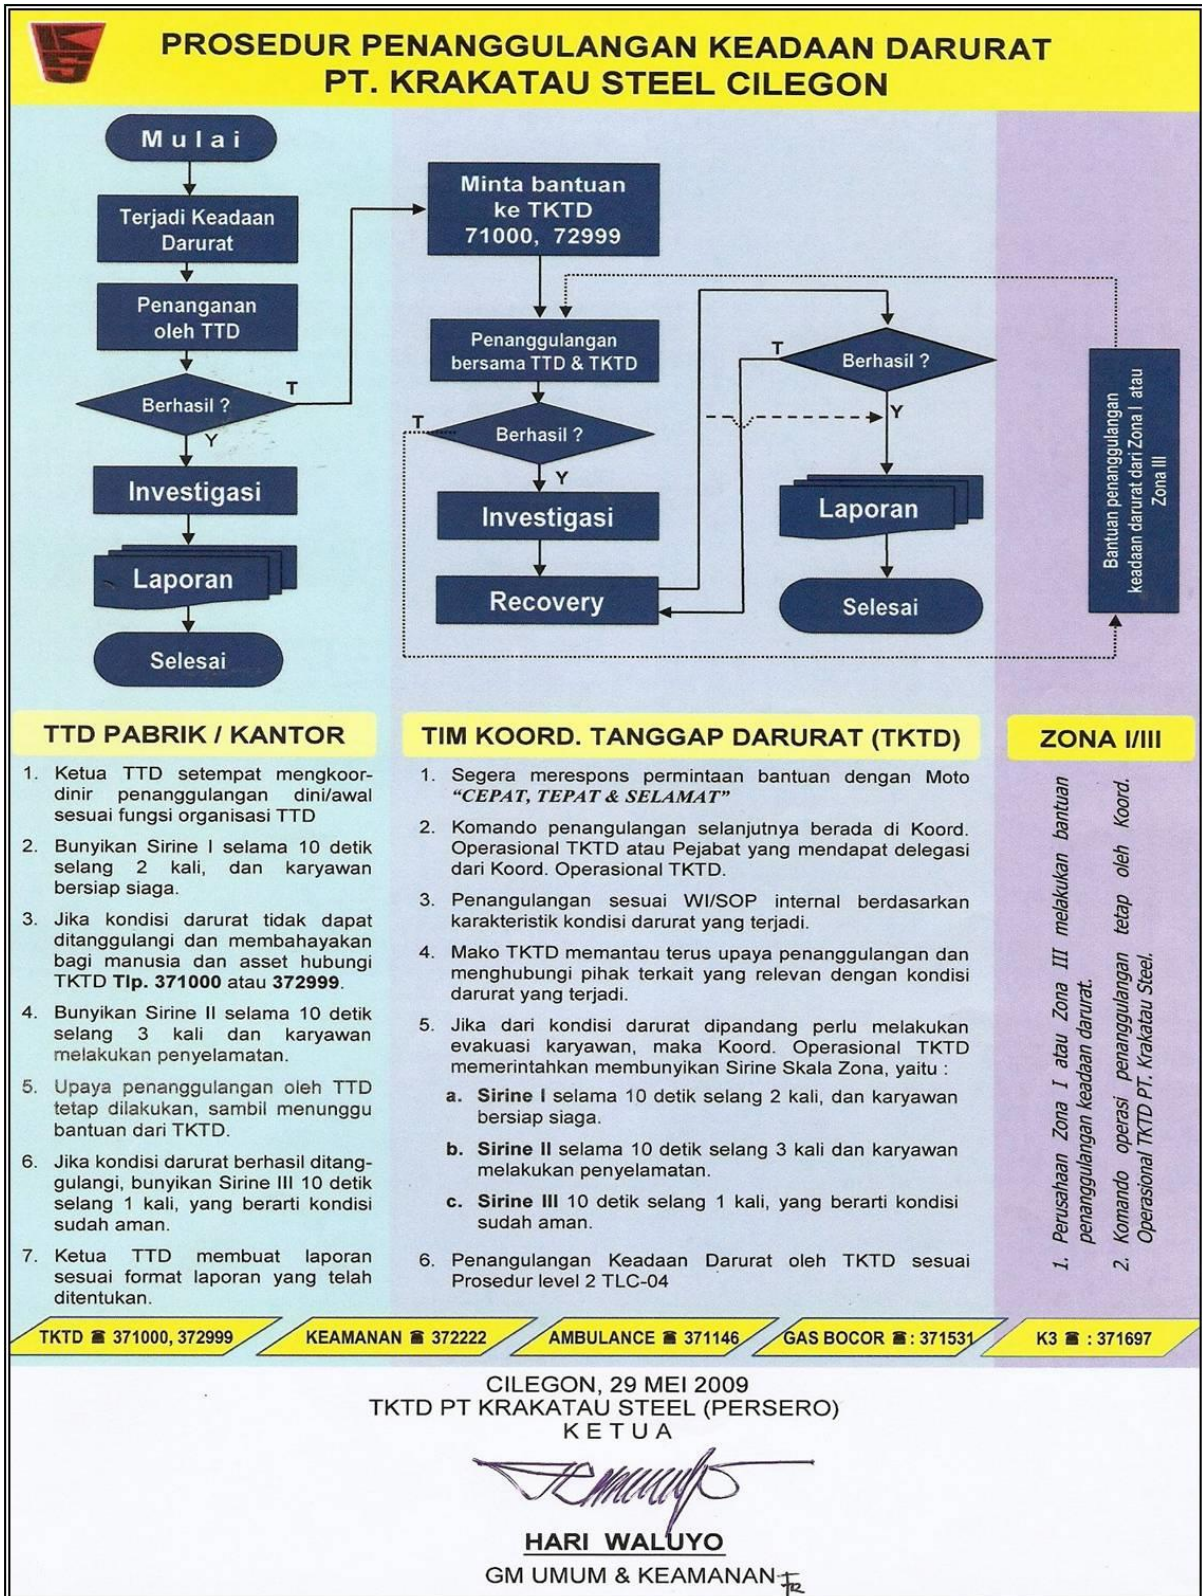 PROSEDUR PENANGGULANGAN KEADAAN DARURAT
PT. KRAKATAU STEEL CILEGON
Mulai
Terjadi Keadaan
Darurat
Penanganan
oleh TTD
Berhasil ?
T
Y
Investigasi
Laporan
Selesai
Minta bantuan
ke TKTD
71000, 72999
Penanggulangan
bersama TTD & TKTD
T
Berhasil ?
Y
Investigasi
Recovery
T
Berhasil ?
Y
Laporan
Selesai
Bantuan penanggulangan
keadaan darurat dari Zona I atau
Zona III
TTD PABRIK / KANTOR
1. Ketua TTD setempat mengkoor-
dinir penanggulangan dini/awal
sesuai fungsi organisasi TTD
2. Bunyikan Sirine I selama 10 detik
selang 2 kali, dan karyawan
bersiap siaga.
3. Jika kondisi darurat tidak dapat
ditanggulangi dan membahayakan
bagi manusia dan asset hubungi
TKTD Tlp. 371000 atau 372999.
4. Bunyikan Sirine II selama 10 detik
selang 3 kali dan karyawan
melakukan penyelamatan.
5. Upaya penanggulangan oleh TTD
tetap dilakukan, sambil menunggu
bantuan dari TKTD.
6. Jika kondisi darurat berhasil ditang-
gulangi, bunyikan Sirine III 10 detik
selang 1 kali, yang berarti kondisi
sudah aman.
7. Ketua TTD membuat laporan
sesuai format laporan yang telah
ditentukan.
TIM KOORD. TANGGAP DARURAT (TKTD)
1. Segera merespons permintaan bantuan dengan Moto
"CEPAT, TEPAT & SELAMAT"
2. Komando penangulangan selanjutnya berada di Koord.
Operasional TKTD atau Pejabat yang mendapat delegasi
dari Koord. Operasional TKTD.
3. Penangulangan sesuai WI/SOP internal berdasarkan
karakteristik kondisi darurat yang terjadi.
4. Mako TKTD memantau terus upaya penanggulangan dan
menghubungi pihak terkait yang relevan dengan kondisi
darurat yang terjadi.
5. Jika dari kondisi darurat dipandang perlu melakukan
evakuasi karyawan, maka Koord. Operasional TKTD
memerintahkan membunyikan Sirine Skala Zona, yaitu :
a. Sirine I selama 10 detik selang 2 kali, dan karyawan
bersiap siaga.
b. Sirine II selama 10 detik selang 3 kali dan karyawan
melakukan penyelamatan.
c. Sirine III 10 detik selang 1 kali, yang berarti kondisi
sudah aman.
6. Penangulangan Keadaan Darurat oleh TKTD sesuai
Prosedur level 2 TLC-04
ZONA I/III
1. Perusahan Zona I atau Zona III melakukan bantuan
penanggulangan keadaan darurat.
2. Komando operasi penanggulangan tetap oleh Koord.
Operasional TKTD PT. Krakatau Steel.
TKTD ☎ 371000, 372999
KEAMANAN ☎ 372222
AMBULANCE ☎ 371146
GAS BOCOR ☎ : 371531
K3 ☎ : 371697
CILEGON, 29 MEI 2009
TKTD PT KRAKATAU STEEL (PERSERO)
KETUA
HARI WALUYO
GM UMUM & KEAMANAN